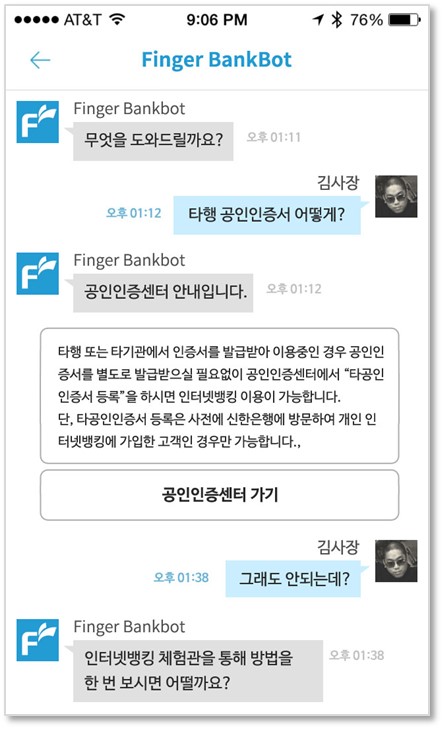 AT&T 9:06 PM 76%
Finger BankBot
Finger Bankbot
무엇을 도와드릴까요? 오후 01:11
김사장
오후 01:12 타행 공인인증서 어떻게?
Finger Bankbot
공인인증센터 안내입니다. 오후 01:12
타행 또는 타기관에서 인증서를 발급받아 이용중인 경우 공인인
증서를 별도로 발급받으실 필요없이 공인인증센터에서 “타공인
인증서 등록”을 하시면 인터넷뱅킹 이용이 가능합니다.
단, 타공인인증서 등록은 사전에 신한은행에 방문하여 개인 인
터넷뱅킹에 가입한 고객인 경우만 가능합니다.,
공인인증센터 가기
김사장
오후 01:38 그래도 안되는데?
Finger Bankbot
인터넷뱅킹 체험관을 통해 방법을 오후 01:38
한 번 보시면 어떨까요?